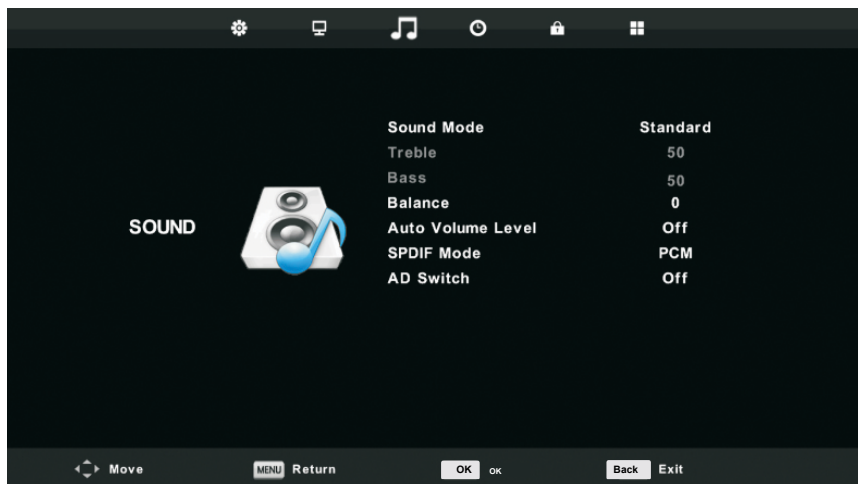 Sound Mode Standard
Treble 50
Bass 50
Balance 0
SOUND
Auto Volume Level Off
SPDIF Mode PCM
AD Switch Off
Move MENU Return OK OK Back Exit